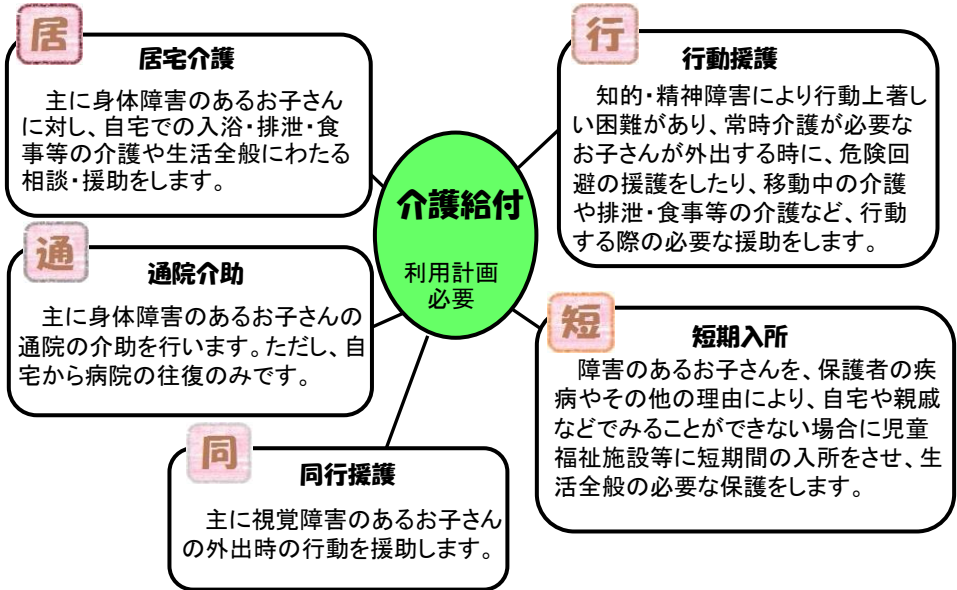 居
居宅介護
主に身体障害のあるお子さん
に対し、自宅での入浴・排泄・食
事等の介護や生活全般にわたる
相談・援助をします。
通
通院介助
主に身体障害のあるお子さんの
通院の介助を行います。ただし、自
宅から病院の往復のみです。
同
同行援護
主に視覚障害のあるお子さん
の外出時の行動を援助します。
介護給付
利用計画
必要
行
行動援護
知的・精神障害により行動上著し
い困難があり、常時介護が必要な
お子さんが外出する時に、危険回
避の援護をしたり、移動中の介護
や排泄・食事等の介護など、行動
する際の必要な援助をします。
短
短期入所
障害のあるお子さんを、保護者の疾
病やその他の理由により、自宅や親戚
などでみることができない場合に児童
福祉施設等に短期間の入所をさせ、生
活全般の必要な保護をします。